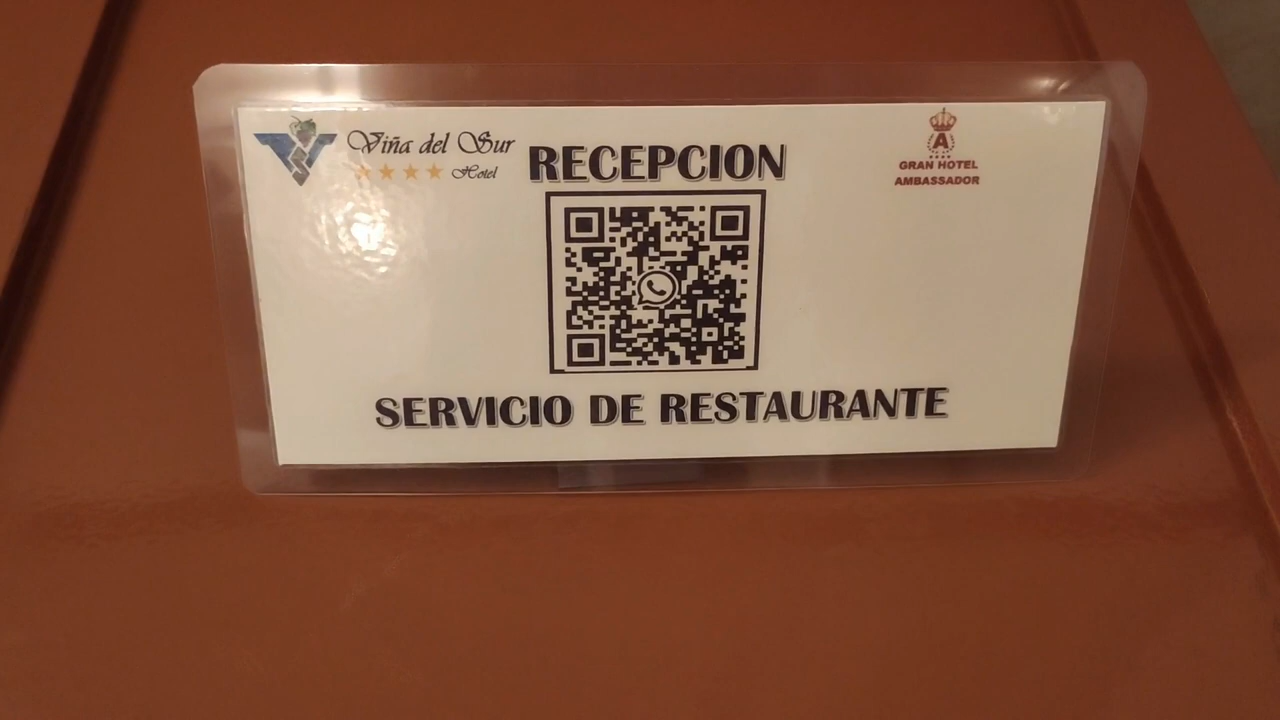 Viña del Sur
Hotel
RECEPCION
A
GRAN HOTEL
AMBASSADOR
SERVICIO DE RESTAURANTE